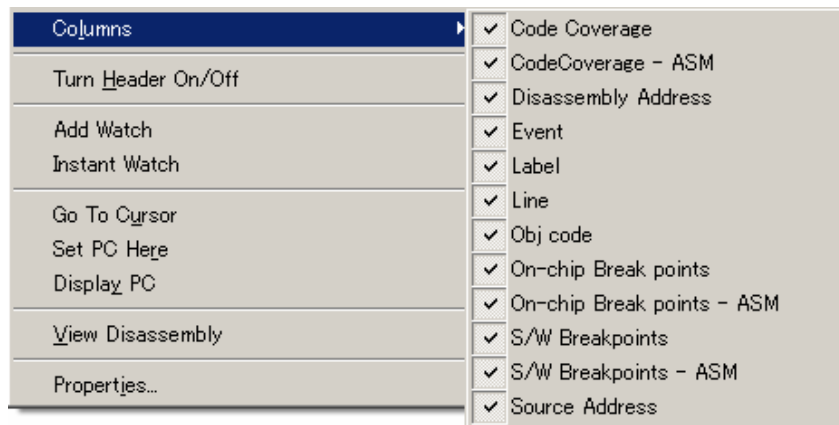 Columns
Turn Header On/Off
Add Watch
Instant Watch
Go To Cursor
Set PC Here
Display PC
View Disassembly
Properties...
Code Coverage
CodeCoverage - ASM
Disassembly Address
Event
Label
Line
Obj code
On-chip Break points
On-chip Break points - ASM
S/W Breakpoints
S/W Breakpoints - ASM
Source Address